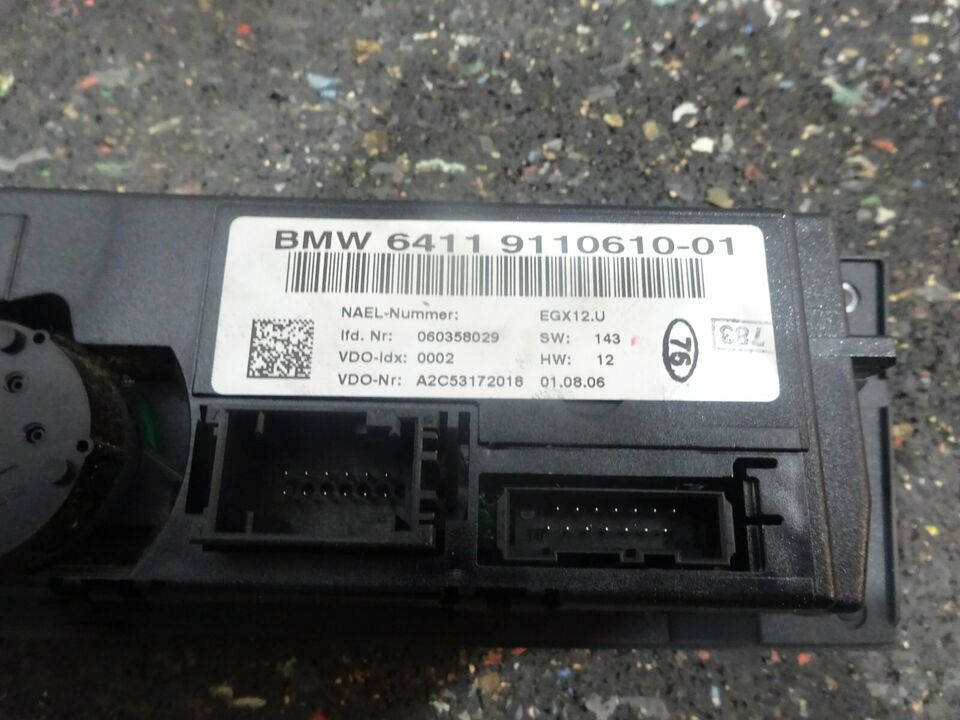 BMW 6411 9110610-01
NAEL-Nummer: EGX12.U
lfd. Nr: 060358029 SW: 143
VDO-Idx: 0002 HW: 12
VDO-Nr: A2C53172018 01.08.06
76
783